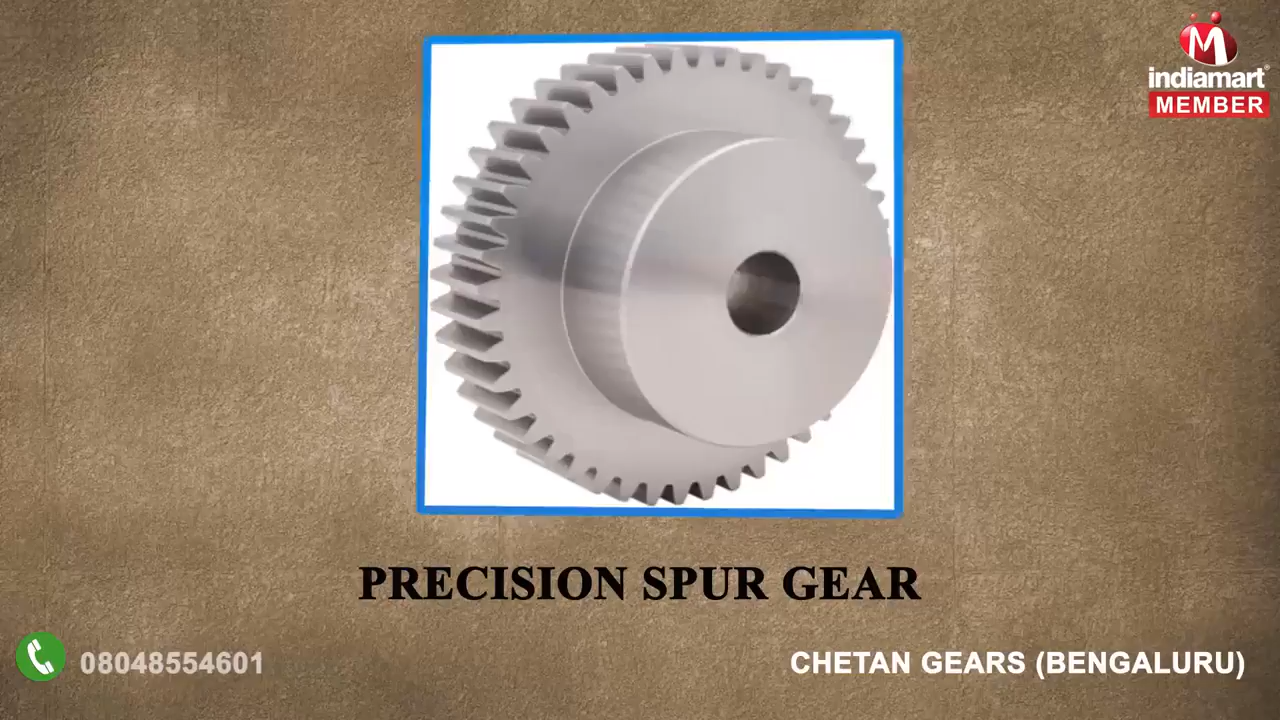 indiamart
MEMBER
PRECISION SPUR GEAR
08048554601
CHETAN GEARS (BENGALURU)